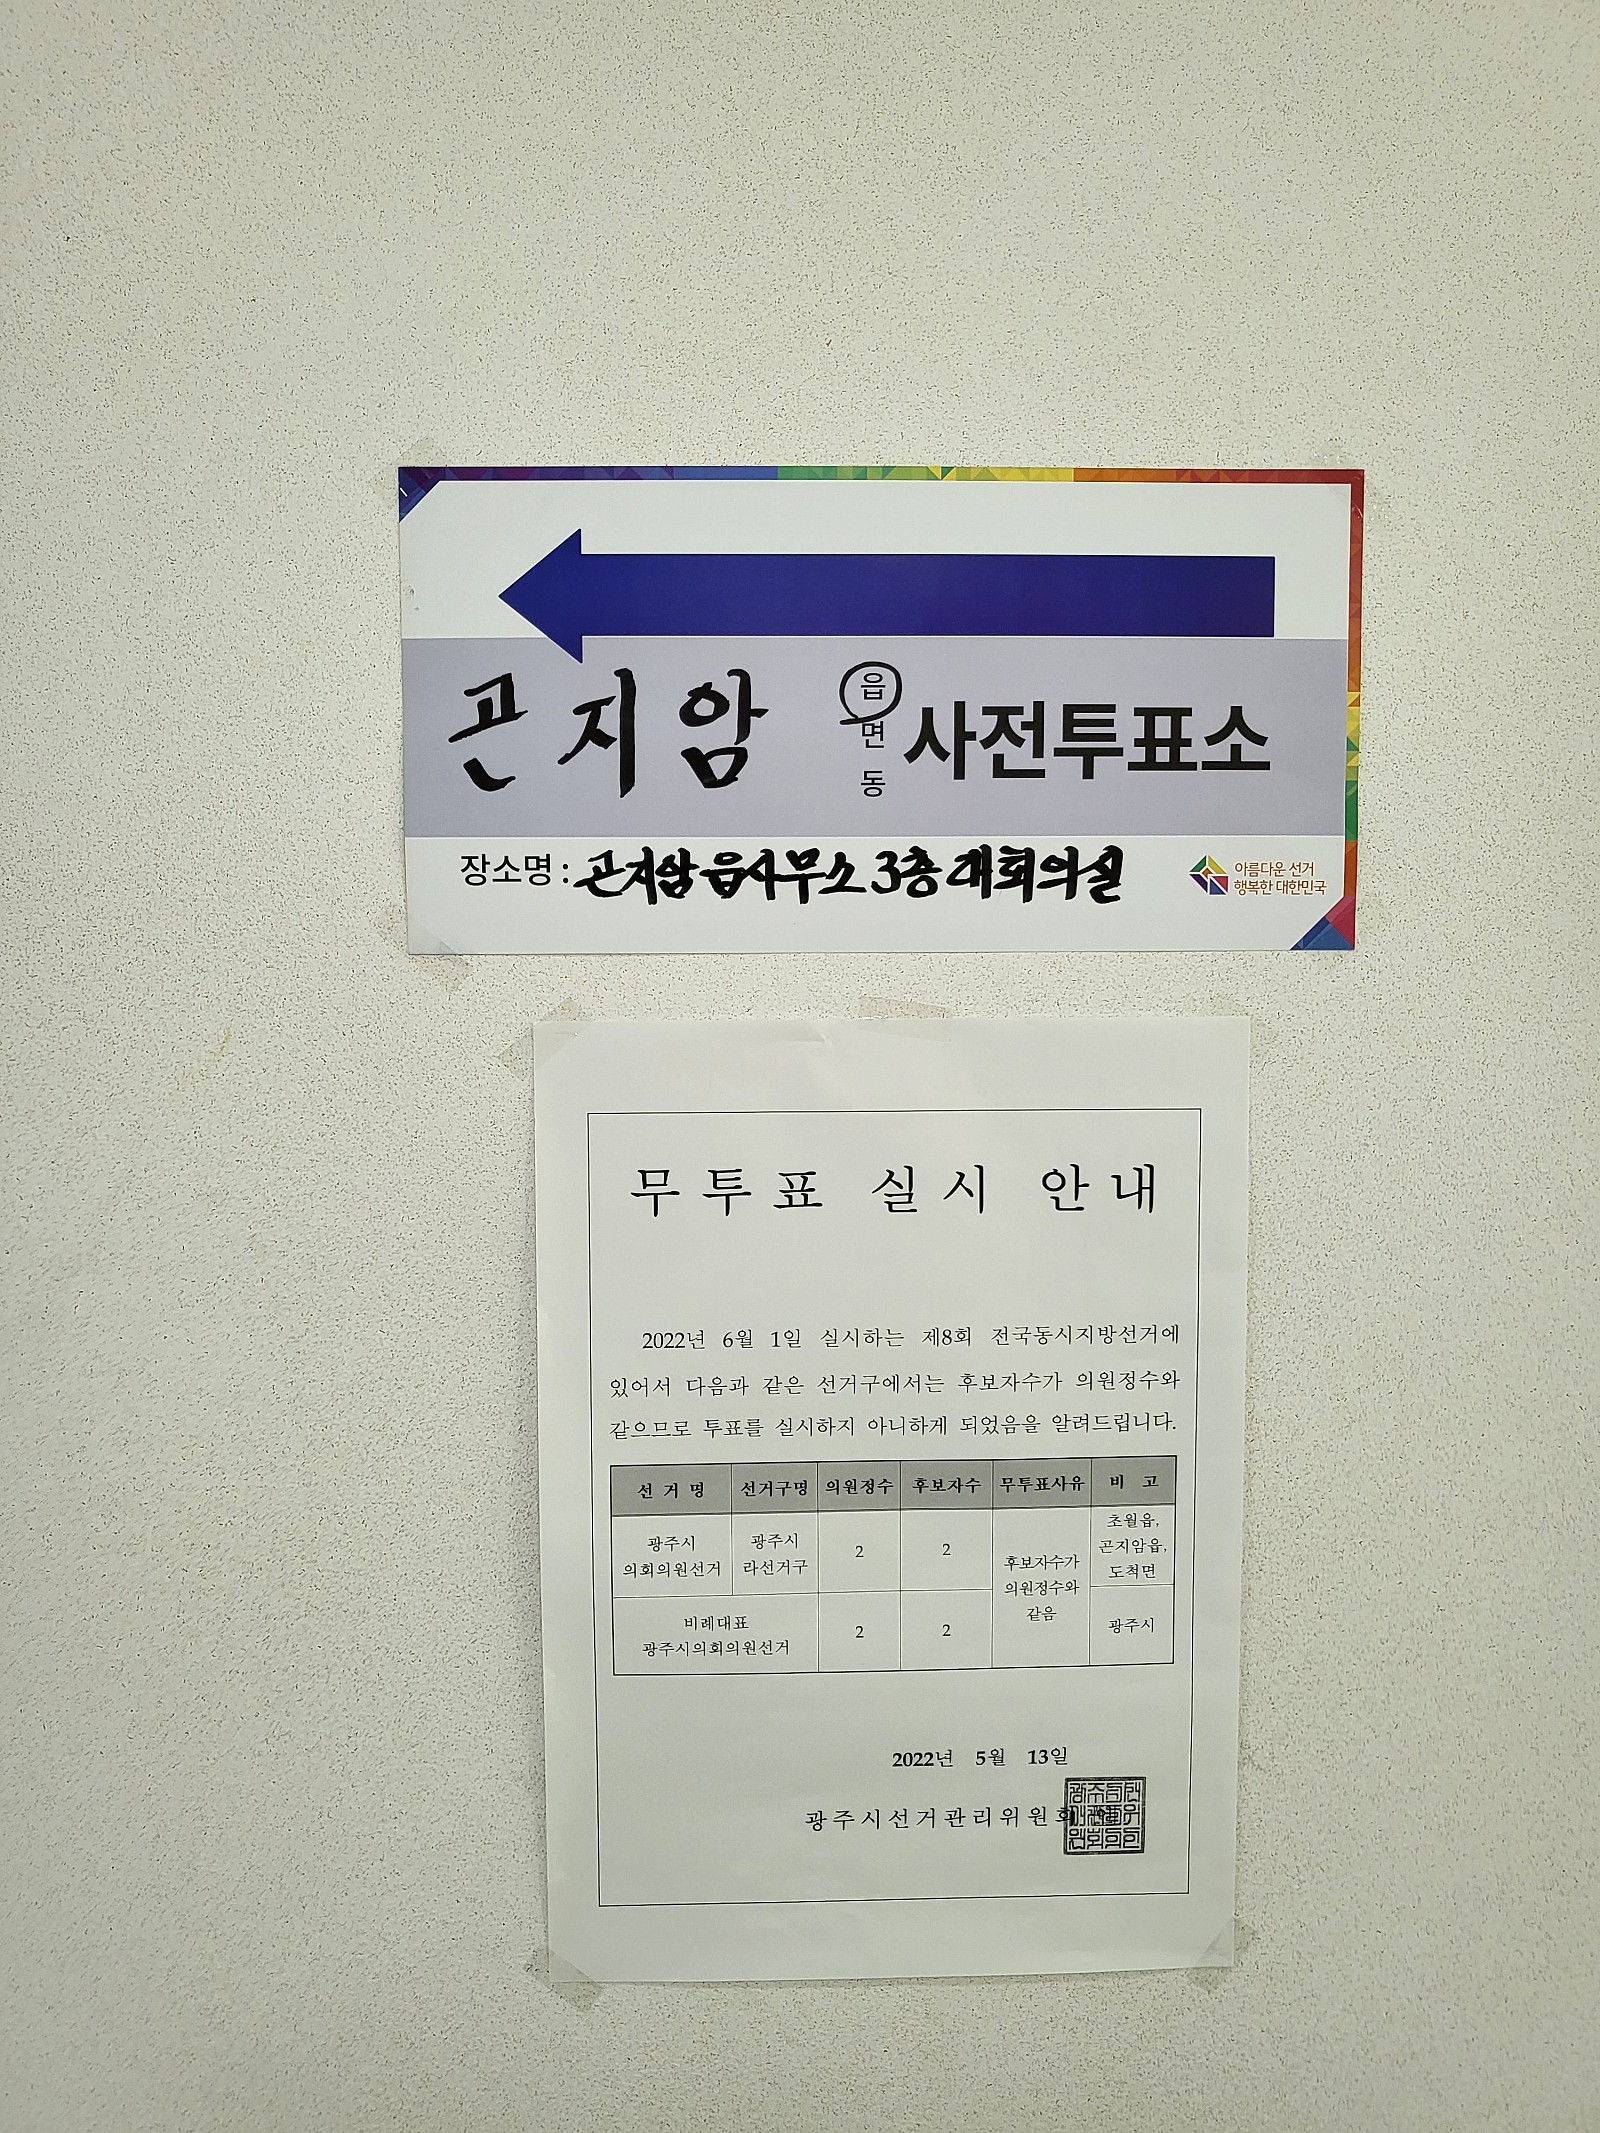 곤지암 읍 면 동 사전투표소
장소명 : 곤지암읍사무소 3층 대회의실
아름다운 선거
행복한 대한민국
무투표 실시 안내
2022년 6월 1일 실시하는 제8회 전국동시지방선거에
있어서 다음과 같은 선거구에서는 후보자수가 의원정수와
같으므로 투표를 실시하지 아니하게 되었음을 알려드립니다.
선 거 명 선거구명 의원정수 후보자수 무투표사유 비 고
광주시
의회의원선거
광주시
라선거구
2
2
후보자수가
의원정수와
같음
초월읍,
곤지암읍,
도척면
비례대표
광주시의회의원선거
2
2
광주시
2022년 5월 13일
광주시선거관리위원회